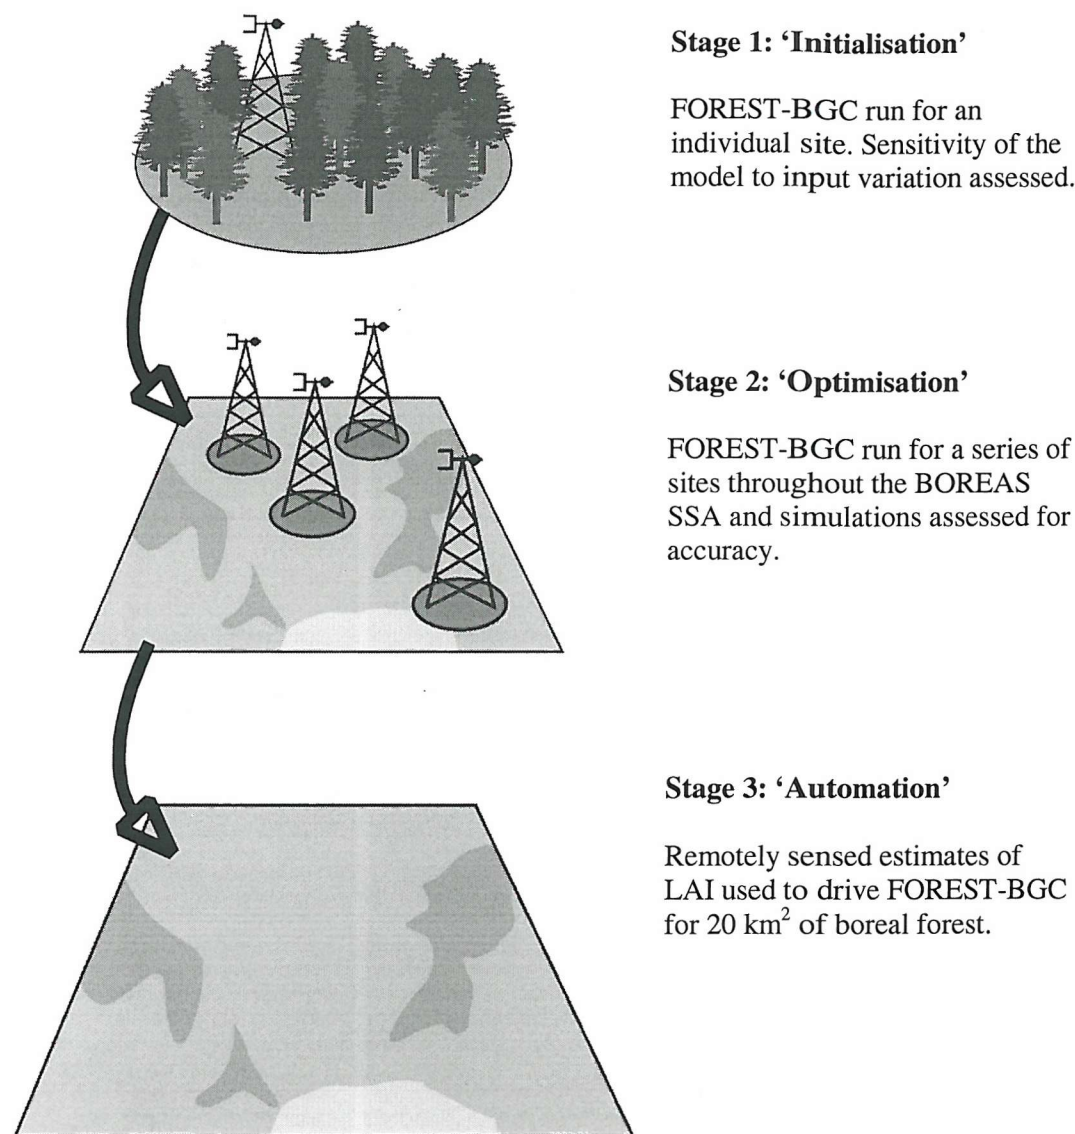 Stage 1: ‘Initialisation’
FOREST-BGC run for an
individual site. Sensitivity of the
model to input variation assessed.
Stage 2: ‘Optimisation’
FOREST-BGC run for a series of
sites throughout the BOREAS
SSA and simulations assessed for
accuracy.
Stage 3: ‘Automation’
Remotely sensed estimates of
LAI used to drive FOREST-BGC
for 20 km² of boreal forest.